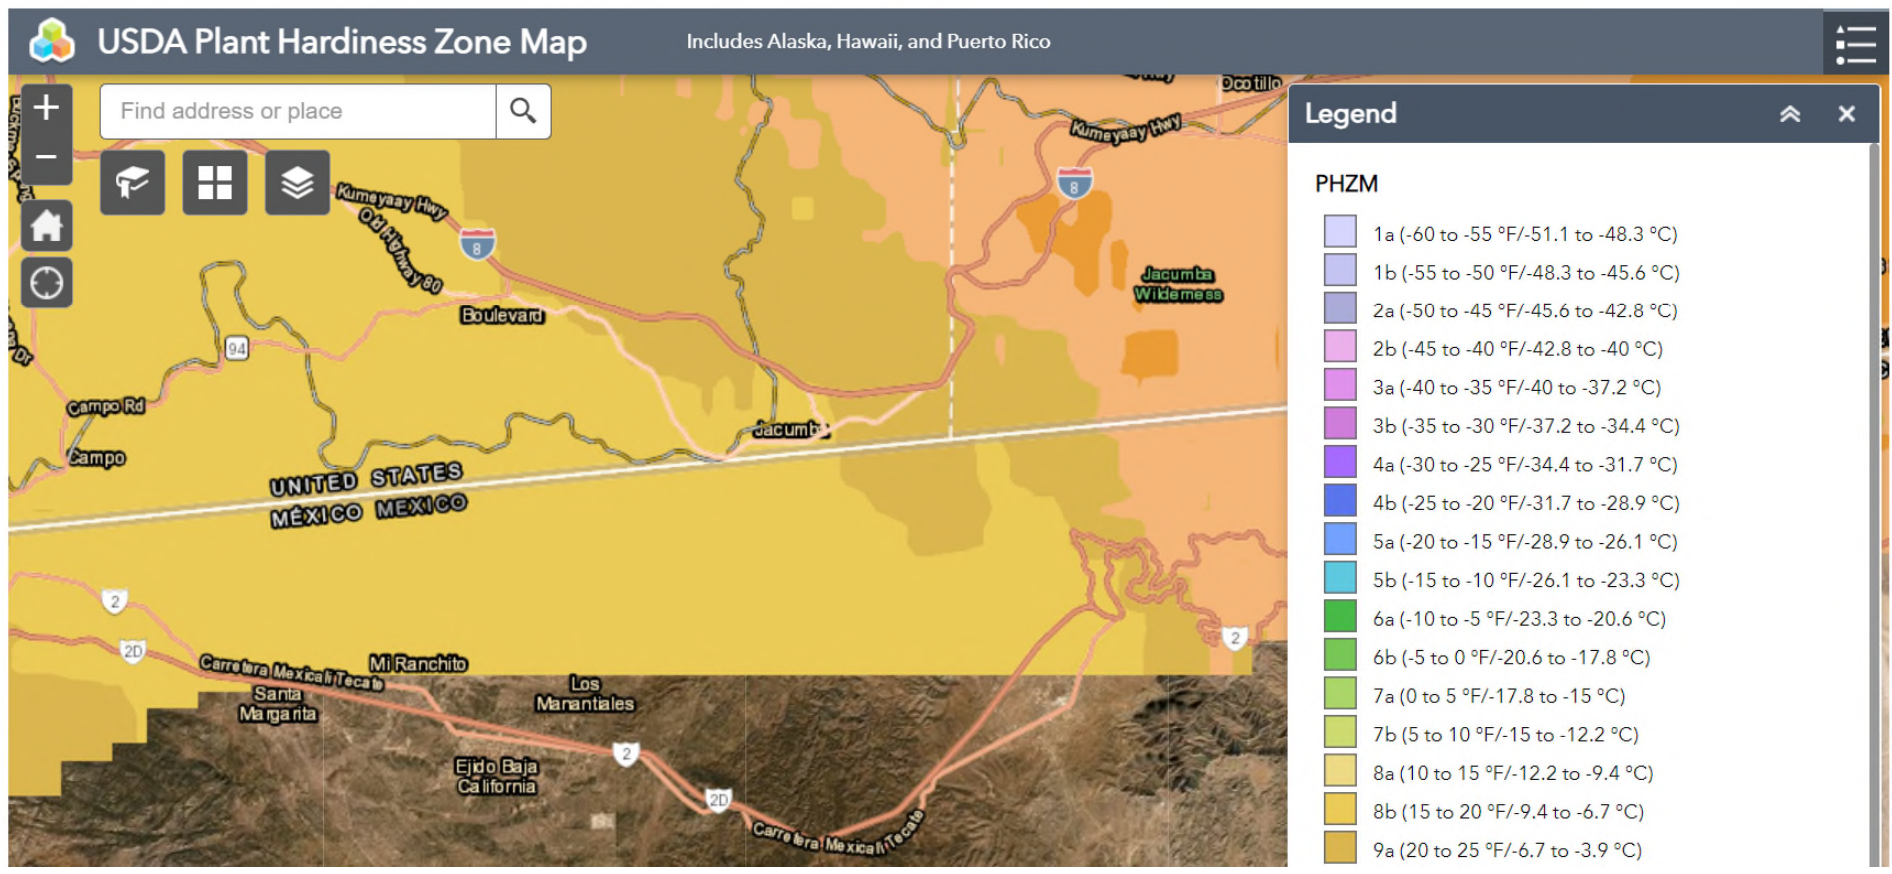 USDA Plant Hardiness Zone Map
Includes Alaska, Hawaii, and Puerto Rico
Find address or place
Legend
PHZM
1a (-60 to -55 °F/-51.1 to -48.3 °C)
1b (-55 to -50 °F/-48.3 to -45.6 °C)
2a (-50 to -45 °F/-45.6 to -42.8 °C)
2b (-45 to -40 °F/-42.8 to -40 °C)
3a (-40 to -35 °F/-40 to -37.2 °C)
3b (-35 to -30 °F/-37.2 to -34.4 °C)
4a (-30 to -25 °F/-34.4 to -31.7 °C)
4b (-25 to -20 °F/-31.7 to -28.9 °C)
5a (-20 to -15 °F/-28.9 to -26.1 °C)
5b (-15 to -10 °F/-26.1 to -23.3 °C)
6a (-10 to -5 °F/-23.3 to -20.6 °C)
6b (-5 to 0 °F/-20.6 to -17.8 °C)
7a (0 to 5 °F/-17.8 to -15 °C)
7b (5 to 10 °F/-15 to -12.2 °C)
8a (10 to 15 °F/-12.2 to -9.4 °C)
8b (15 to 20 °F/-9.4 to -6.7 °C)
9a (20 to 25 °F/-6.7 to -3.9 °C)
Ocotillo
Kumeyaay Hwy
8
Kumeyaay Hwy
Old Highway 80
8
Jacumba
Wilderness
Boulevard
94
Campo Rd
Jacumba
Campo
UNITED STATES
MÉXICO MEXICO
2
2D
2
Carretera Mexicali Tecate
Mi Ranchito
Santa
Margarita
Los
Manantiales
2
Ejido Baja
California
2D
Carretera Mexicali Tecate